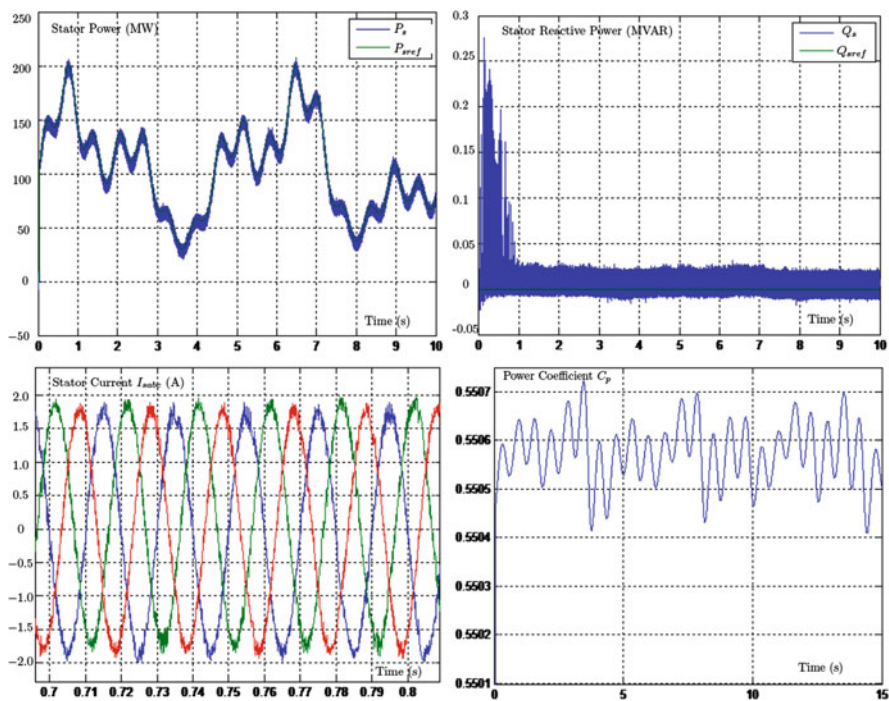 Stator Power (MW)
P_s
P_sref
250
200
150
100
50
0
−50
0 1 2 3 4 5 6 7 8 9 10
Time (s)
Stator Reactive Power (MVAR)
Q_s
Q_sref
0.3
0.25
0.2
0.15
0.1
0.05
0
-0.05
0 1 2 3 4 5 6 7 8 9 10
Time (s)
Stator Current I_sabc (A)
2.0
1.5
1.0
0.5
0
−0.5
−1.0
−1.5
−2.0
0.7 0.71 0.72 0.73 0.74 0.75 0.76 0.77 0.78 0.79 0.8
Time (s)
Power Coefficient C_p
0.5507
0.5506
0.5505
0.5504
0.5503
0.5502
0.5501
0 5 10 15
Time (s)